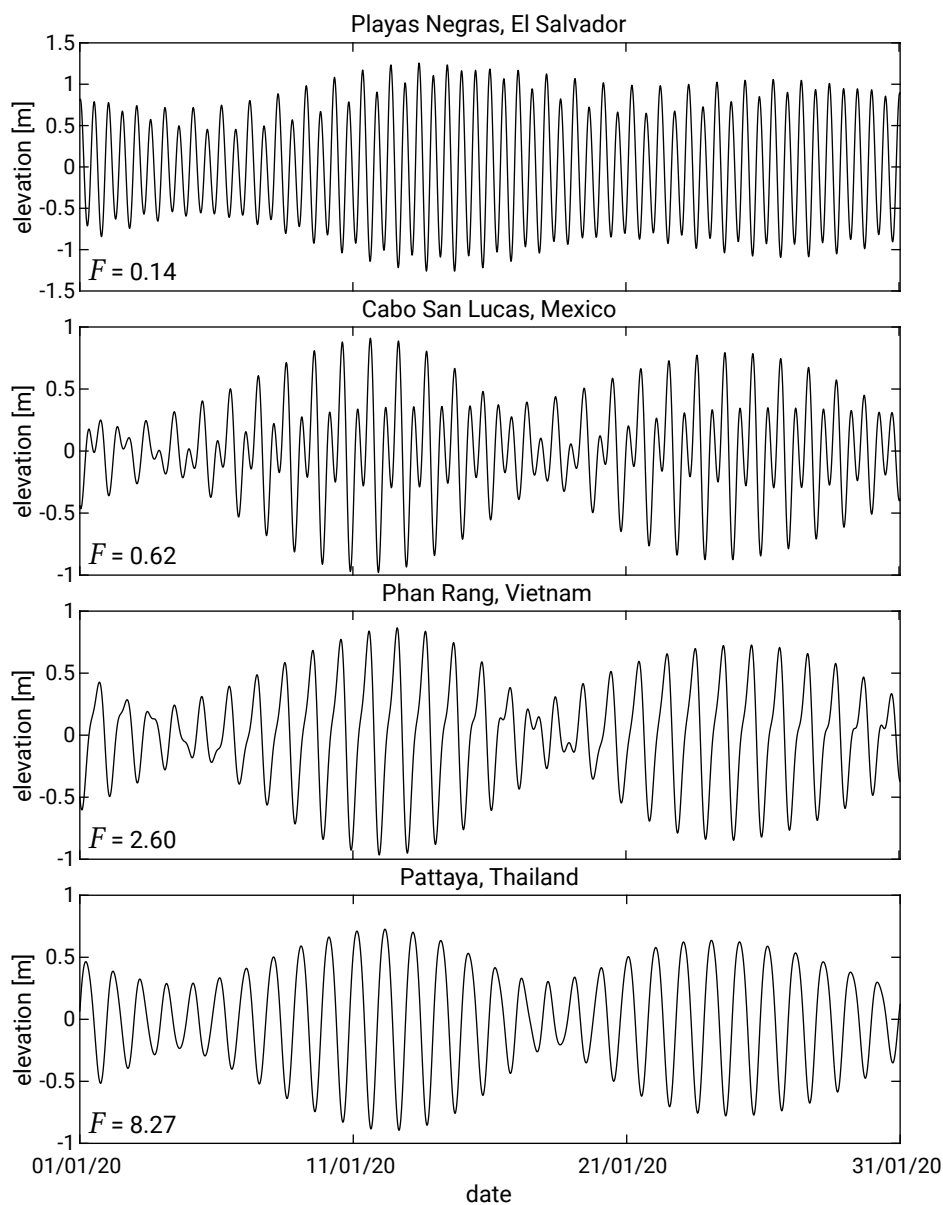 Playas Negras, El Salvador
1.5
1
0.5
0
-0.5
-1
-1.5
elevation [m]
F = 0.14
Cabo San Lucas, Mexico
1
0.5
0
-0.5
-1
elevation [m]
F = 0.62
Phan Rang, Vietnam
1
0.5
0
-0.5
-1
elevation [m]
F = 2.60
Pattaya, Thailand
1
0.5
0
-0.5
-1
elevation [m]
F = 8.27
01/01/20 11/01/20 21/01/20 31/01/20
date